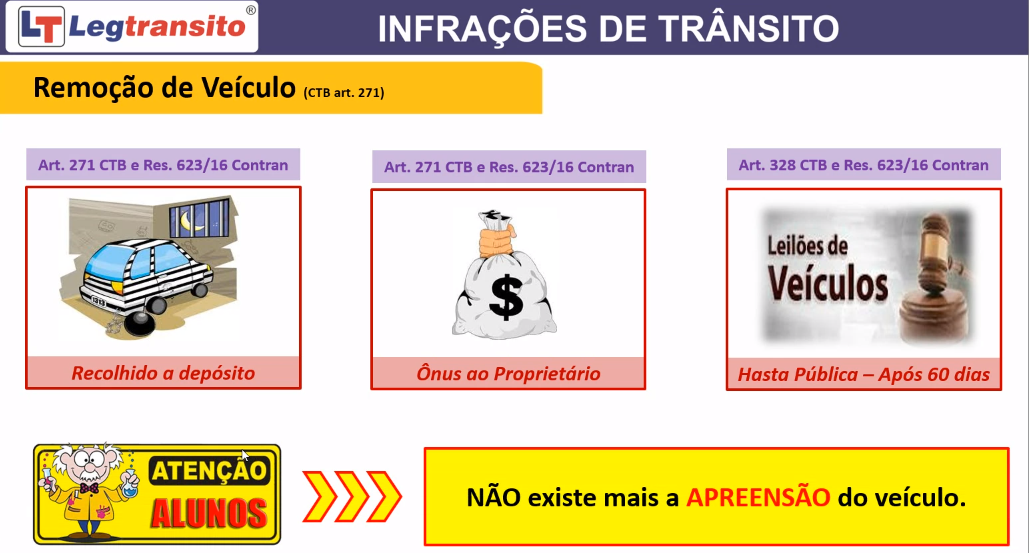 LT Legtransito®
INFRAÇÕES DE TRÂNSITO
Remoção de Veículo (CTB art. 271)
Art. 271 CTB e Res. 623/16 Contran
Art. 271 CTB e Res. 623/16 Contran
Art. 328 CTB e Res. 623/16 Contran
1313
$
Leilões de
Veículos
Recolhido a depósito
Ônus ao Proprietário
Hasta Pública – Após 60 dias
ATENÇÃO
ALUNOS
NÃO existe mais a APREENSÃO do veículo.